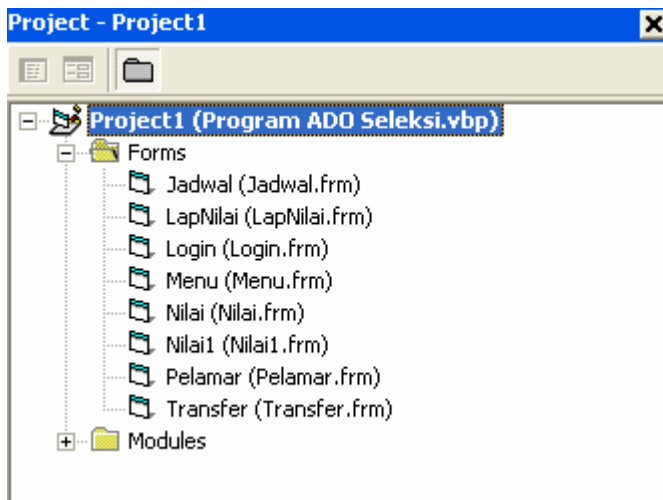 Project - Project1
Project1 (Program ADO Seleksi.vbp)
Forms
Jadwal (Jadwal.frm)
LapNilai (LapNilai.frm)
Login (Login.frm)
Menu (Menu.frm)
Nilai (Nilai.frm)
Nilai1 (Nilai1.frm)
Pelamar (Pelamar.frm)
Transfer (Transfer.frm)
Modules